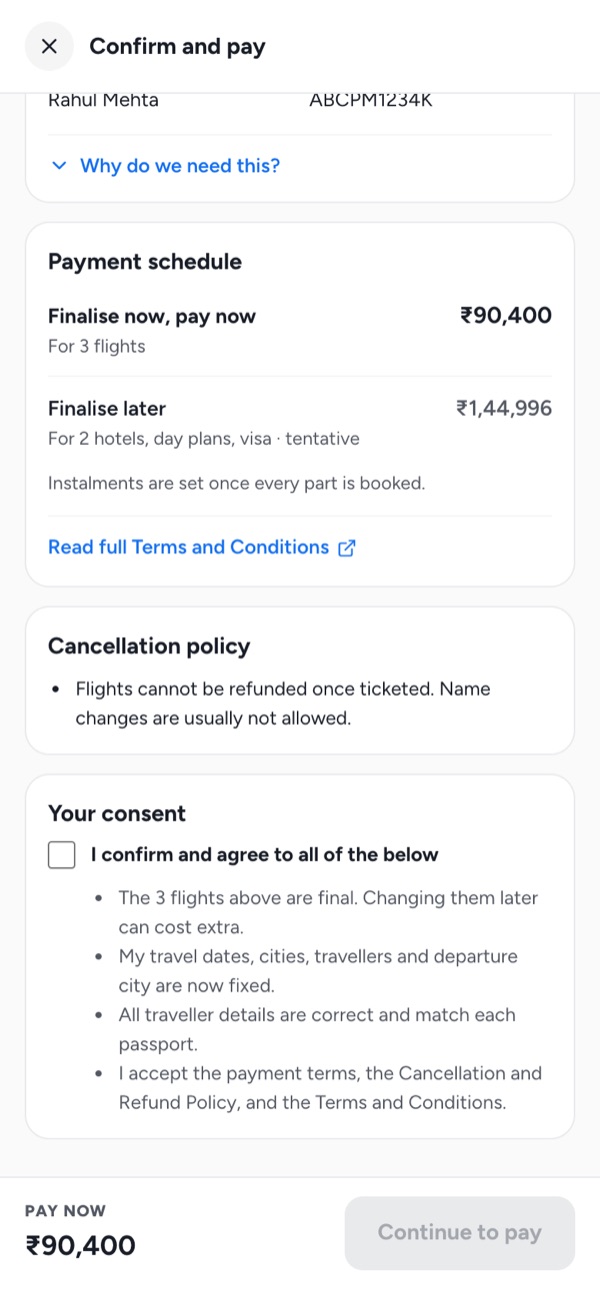 Confirm and pay
Rahul Mehta
ABCPM1234K
Why do we need this?
Payment schedule
Finalise now, pay now
₹90,400
For 3 flights
Finalise later
₹1,44,996
For 2 hotels, day plans, visa · tentative
Instalments are set once every part is booked.
Read full Terms and Conditions
Cancellation policy
• Flights cannot be refunded once ticketed. Name
changes are usually not allowed.
Your consent
I confirm and agree to all of the below
• The 3 flights above are final. Changing them later
can cost extra.
• My travel dates, cities, travellers and departure
city are now fixed.
• All traveller details are correct and match each
passport.
• I accept the payment terms, the Cancellation and
Refund Policy, and the Terms and Conditions.
PAY NOW
₹90,400
Continue to pay